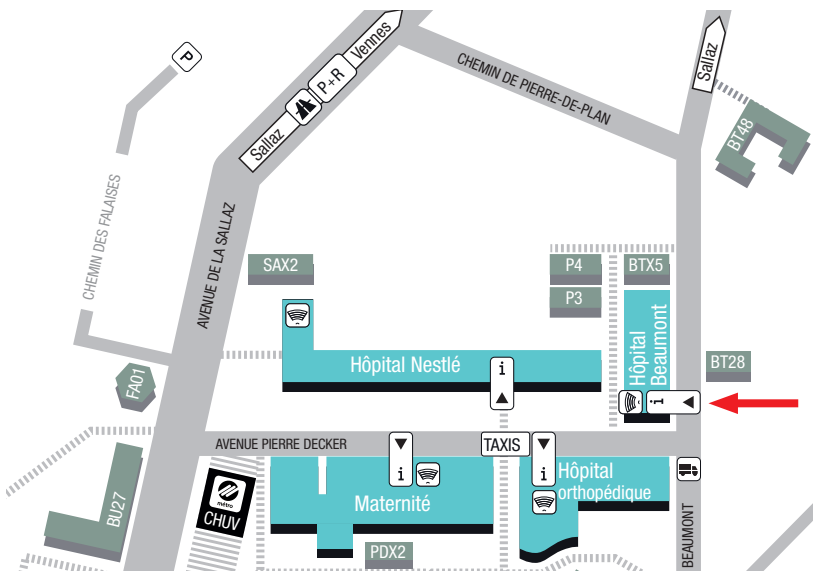 P
Vennes
P+R
Sallaz
CHEMIN DE PIERRE-DE-PLAN
Sallaz
BT48
CHEMIN DES FALAISES
AVENUE DE LA SALLAZ
SAX2
P4
BTX5
P3
Hôpital
Beaumont
Hôpital Nestlé
i
BT28
FA01
i
AVENUE PIERRE DECKER
TAXIS
i
i
Hôpital
orthopédique
Maternité
métro
CHUV
BU27
PDX2
BEAUMONT